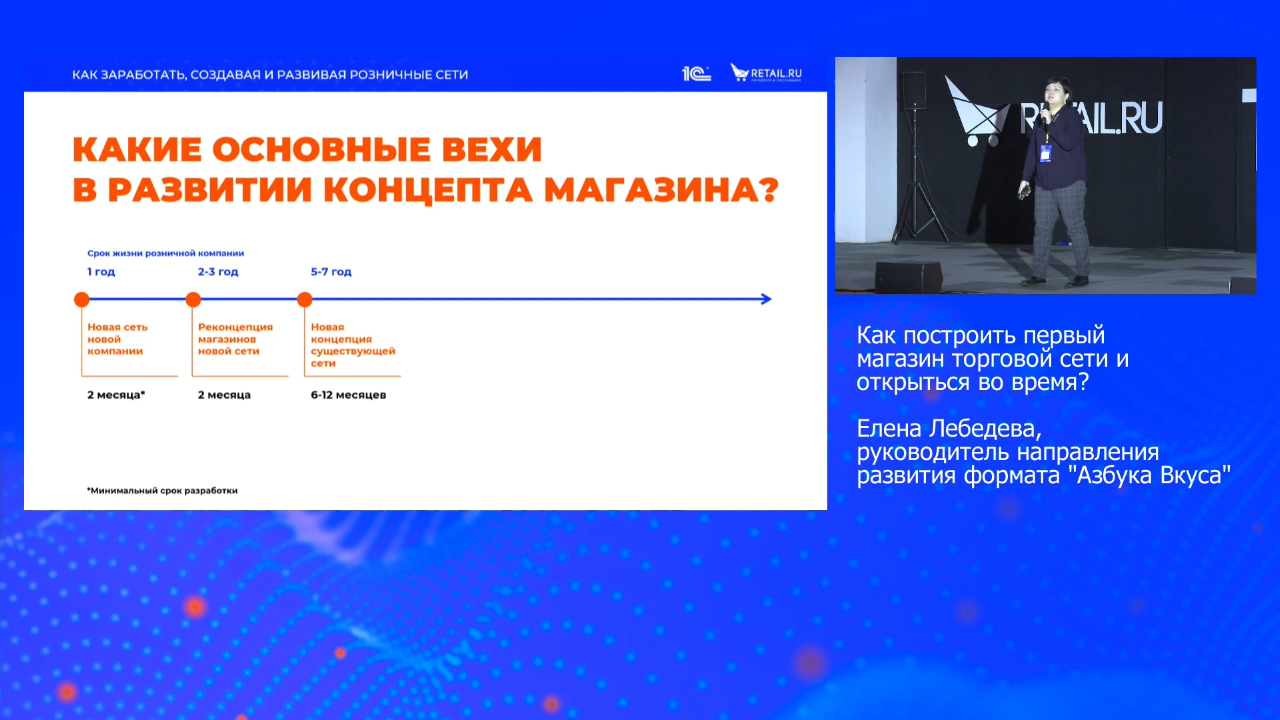 КАК ЗАРАБОТАТЬ, СОЗДАВАЯ И РАЗВИВАЯ РОЗНИЧНЫЕ СЕТИ
1С
RETAIL.RU
КАКИЕ ОСНОВНЫЕ ВЕХИ
В РАЗВИТИИ КОНЦЕПТА МАГАЗИНА?
Срок жизни розничной компании
1 год
2-3 год
5-7 год
Новая сеть
новой
компании
Реконцепция
магазинов
новой сети
Новая
концепция
существующей
сети
2 месяца*
2 месяца
6-12 месяцев
*Минимальный срок разработки
RETAIL.RU
Как построить первый
магазин торговой сети и
открыться во время?
Елена Лебедева,
руководитель направления
развития формата "Азбука Вкуса"